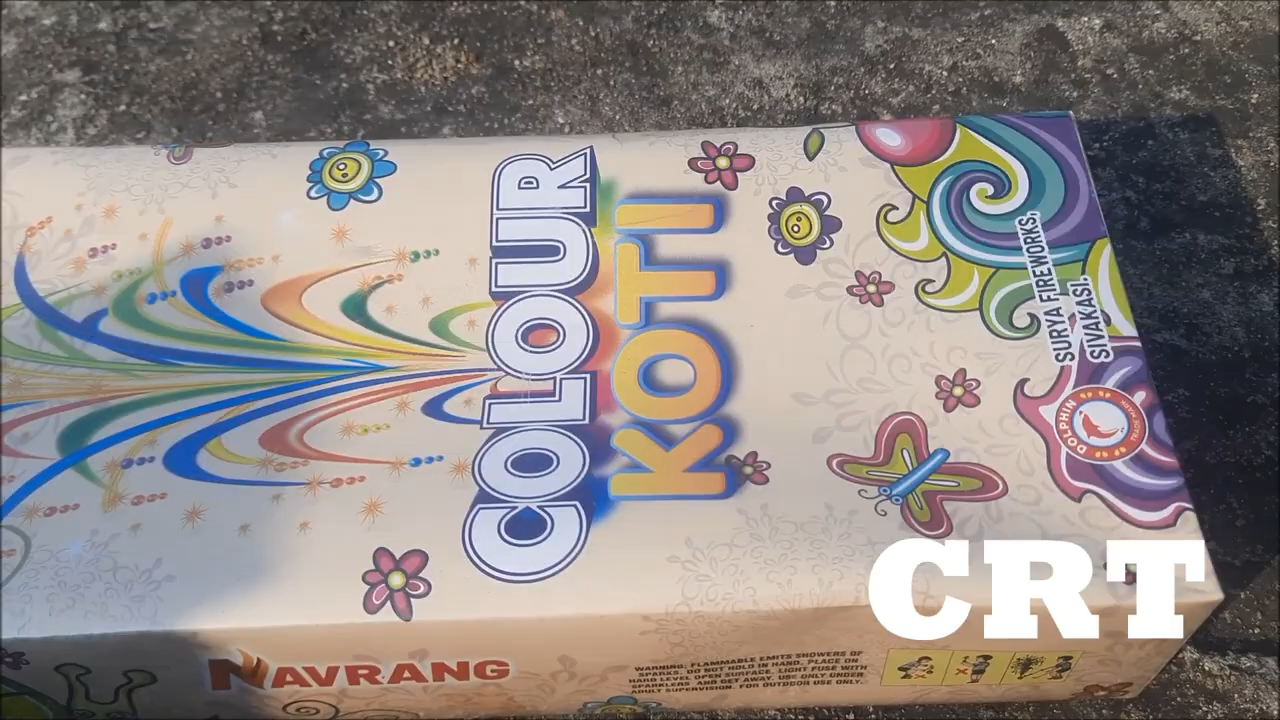 COLOUR
KOTI
SURYA FIREWORKS,
SIVAKASI.
DOLPHIN
TRADE MARK
CRT
NAVRANG
WARNING: FLAMMABLE EMITS SHOWERS OF
SPARKS. DO NOT HOLD IN HAND. PLACE ON
HARD LEVEL OPEN SURFACE. LIGHT FUSE WITH
SPARKLERS AND GET AWAY. USE ONLY UNDER
ADULT SUPERVISION. FOR OUTDOOR USE ONLY.